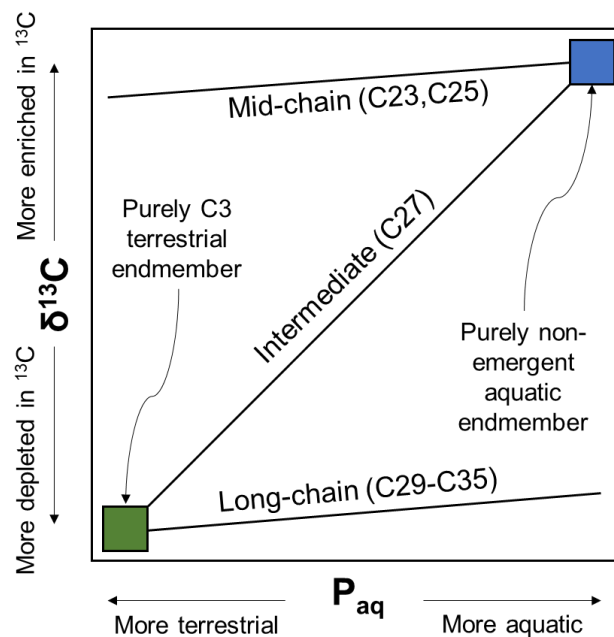 More enriched in ¹³C
δ¹³C
More depleted in ¹³C
Mid-chain (C23,C25)
Purely C3
terrestrial
endmember
Intermediate (C27)
Purely non-
emergent
aquatic
endmember
Long-chain (C29-C35)
P_aq
More terrestrial
More aquatic